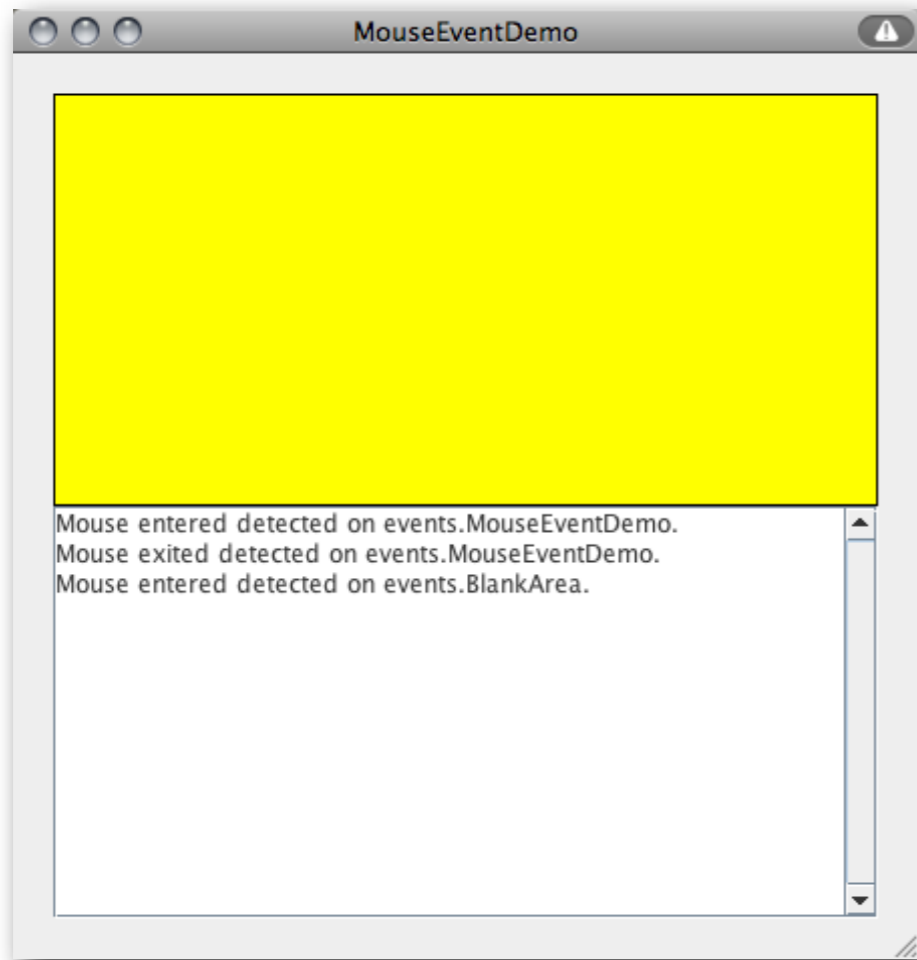 MouseEventDemo
Mouse entered detected on events.MouseEventDemo.
Mouse exited detected on events.MouseEventDemo.
Mouse entered detected on events.BlankArea.